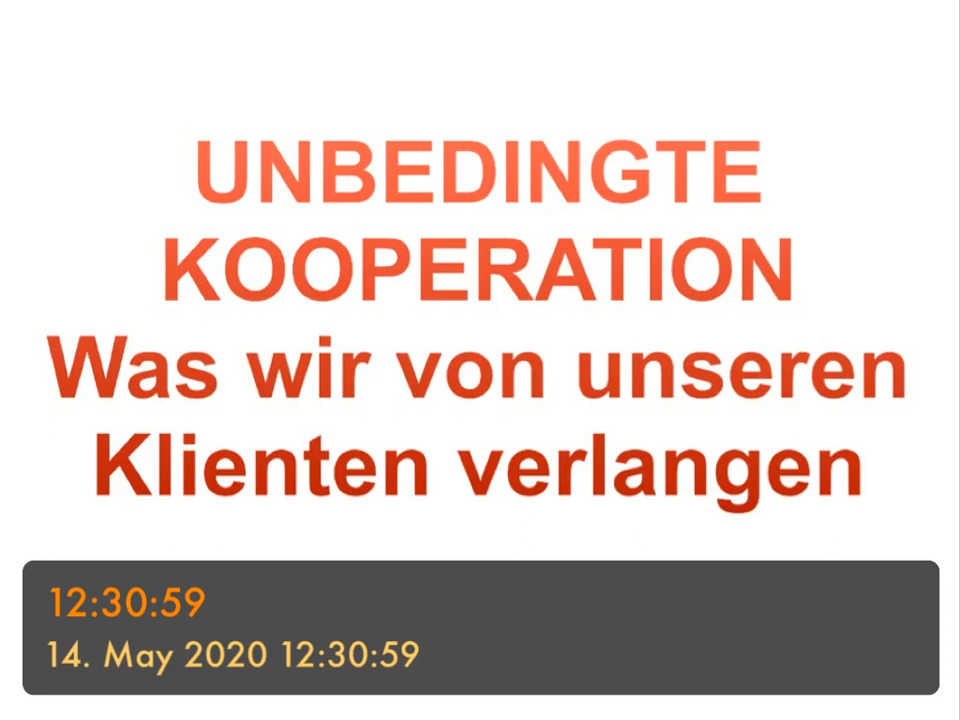 UNBEDINGTE
KOOPERATION
Was wir von unseren
Klienten verlangen
12:30:59
14. May 2020 12:30:59